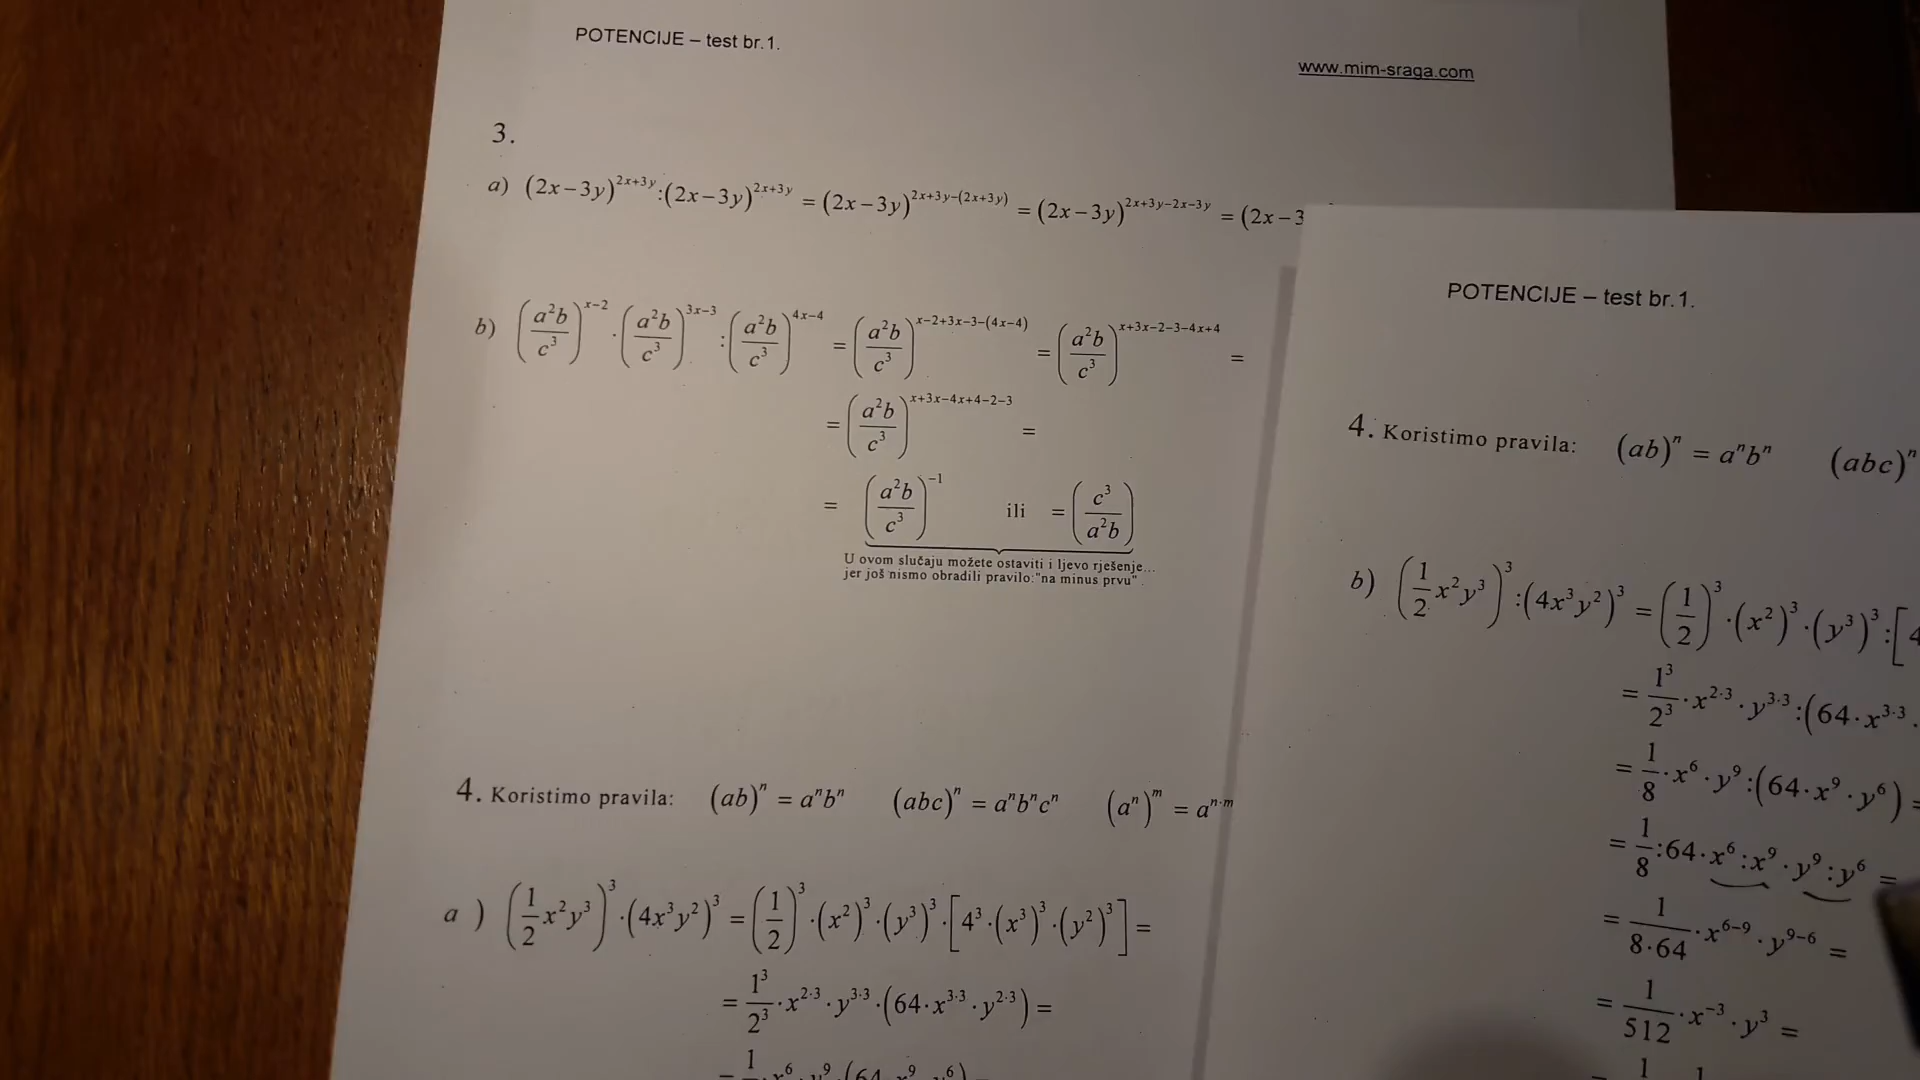 POTENCIJE – test br.1.
www.mim-sraga.com
3.
a) (2x−3y)^{2x+3y}:(2x−3y)^{2x+3y} = (2x−3y)^{2x+3y−(2x+3y)} = (2x−3y)^{2x+3y−2x−3y} = (2x−3
b) (a²b/c³)^{x−2}·(a²b/c³)^{3x−3}:(a²b/c³)^{4x−4} = (a²b/c³)^{x−2+3x−3−(4x−4)} = (a²b/c³)^{x+3x−2−3−4x+4} =
= (a²b/c³)^{x+3x−4x+4−2−3} =
= (a²b/c³)^{−1} ili = (c³/a²b)
U ovom slučaju možete ostaviti i ljevo rješenje...
jer još nismo obradili pravilo:"na minus prvu"
4. Koristimo pravila: (ab)^n = a^n b^n (abc)^n = a^n b^n c^n (a^n)^m = a^{n·m}
a ) (1/2 x²y³)³·(4x³y²)³ = (1/2)³·(x²)³·(y³)³·[4³·(x³)³·(y²)³] =
= 1³/2³·x^{2·3}·y^{3·3}·(64·x^{3·3}·y^{2·3}) =
POTENCIJE – test br.1.
4. Koristimo pravila: (ab)^n = a^n b^n (abc)^n
b) (1/2 x²y³)³:(4x³y²)³ = (1/2)³·(x²)³·(y³)³:[4
= 1³/2³·x^{2·3}·y^{3·3}:(64·x^{3·3}·
= 1/8·x⁶·y⁹:(64·x⁹·y⁶) =
= 1/8:64·x⁶:x⁹·y⁹:y⁶ =
= 1/(8·64)·x^{6−9}·y^{9−6} =
= 1/512·x^{−3}·y³ =